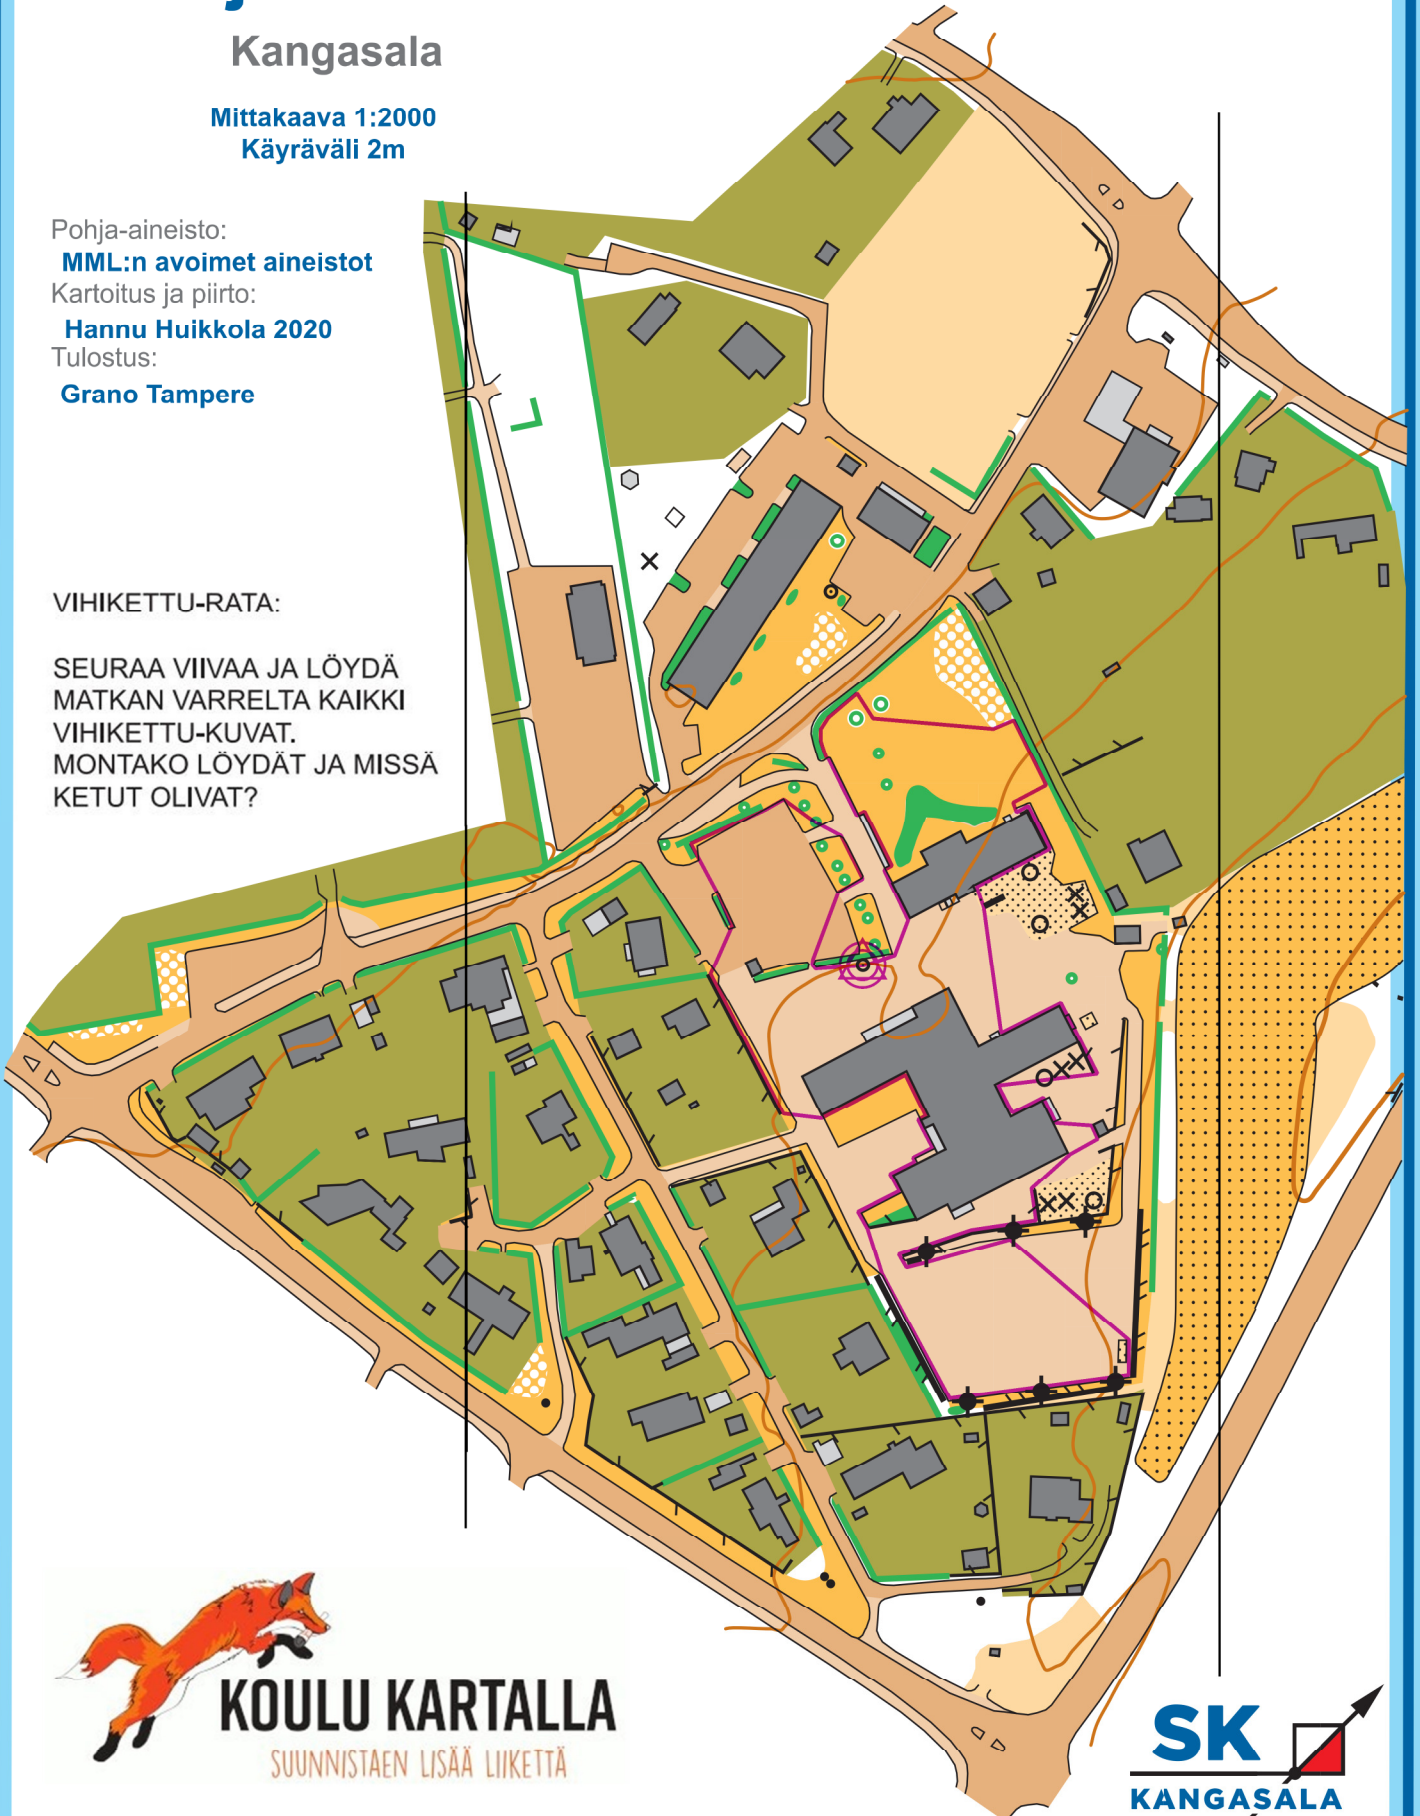 Kangasala
Mittakaava 1:2000
Käyräväli 2m
Pohja-aineisto:
MML:n avoimet aineistot
Kartoitus ja piirto:
Hannu Huikkola 2020
Tulostus:
Grano Tampere
VIHIKETTU-RATA:
SEURAA VIIVAA JA LÖYDÄ
MATKAN VARRELTA KAIKKI
VIHIKETTU-KUVAT.
MONTAKO LÖYDÄT JA MISSÄ
KETUT OLIVAT?
KOULU KARTALLA
SUUNNISTAEN LISÄÄ LIIKETTÄ
SK
KANGASALA